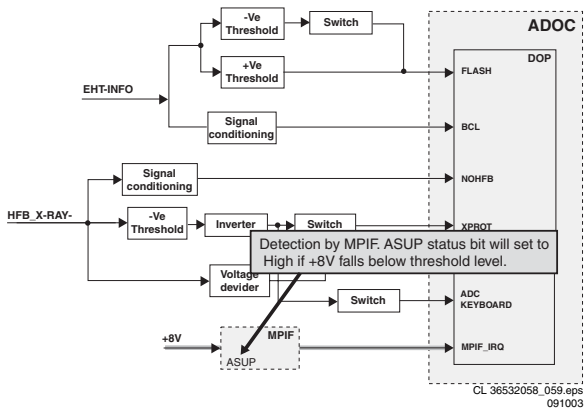 ADOC
-Ve
Threshold
Switch
DOP
+Ve
Threshold
FLASH
EHT-INFO
Signal
conditioning
BCL
Signal
conditioning
NOHFB
HFB_X-RAY-
-Ve
Threshold
Inverter
Switch
XPROT
Detection by MPIF. ASUP status bit will set to
High if +8V falls below threshold level.
Voltage
devider
Switch
ADC
KEYBOARD
+8V
MPIF
ASUP
MPIF_IRQ
CL 36532058_059.eps
091003